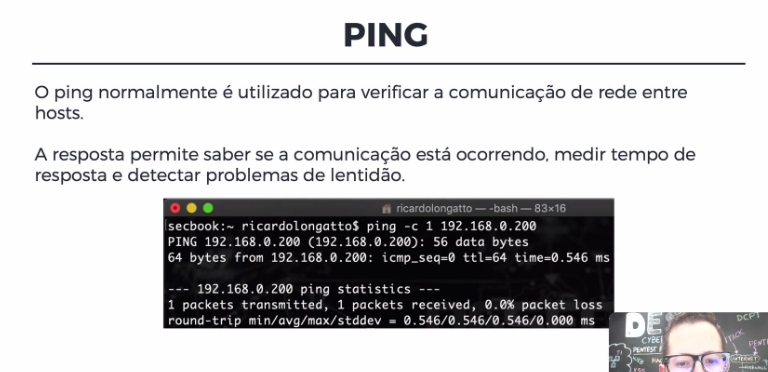 PING
O ping normalmente é utilizado para verificar a comunicação de rede entre
hosts.
A resposta permite saber se a comunicação está ocorrendo, medir tempo de
resposta e detectar problemas de lentidão.
ricardolongatto — -bash — 83×16
secbook:~ ricardolongatto$ ping -c 1 192.168.0.200
PING 192.168.0.200 (192.168.0.200): 56 data bytes
64 bytes from 192.168.0.200: icmp_seq=0 ttl=64 time=0.546 ms
--- 192.168.0.200 ping statistics ---
1 packets transmitted, 1 packets received, 0.0% packet loss
round-trip min/avg/max/stddev = 0.546/0.546/0.546/0.000 ms
DE
DCPT
CYBE
PENTEST
INTERNET